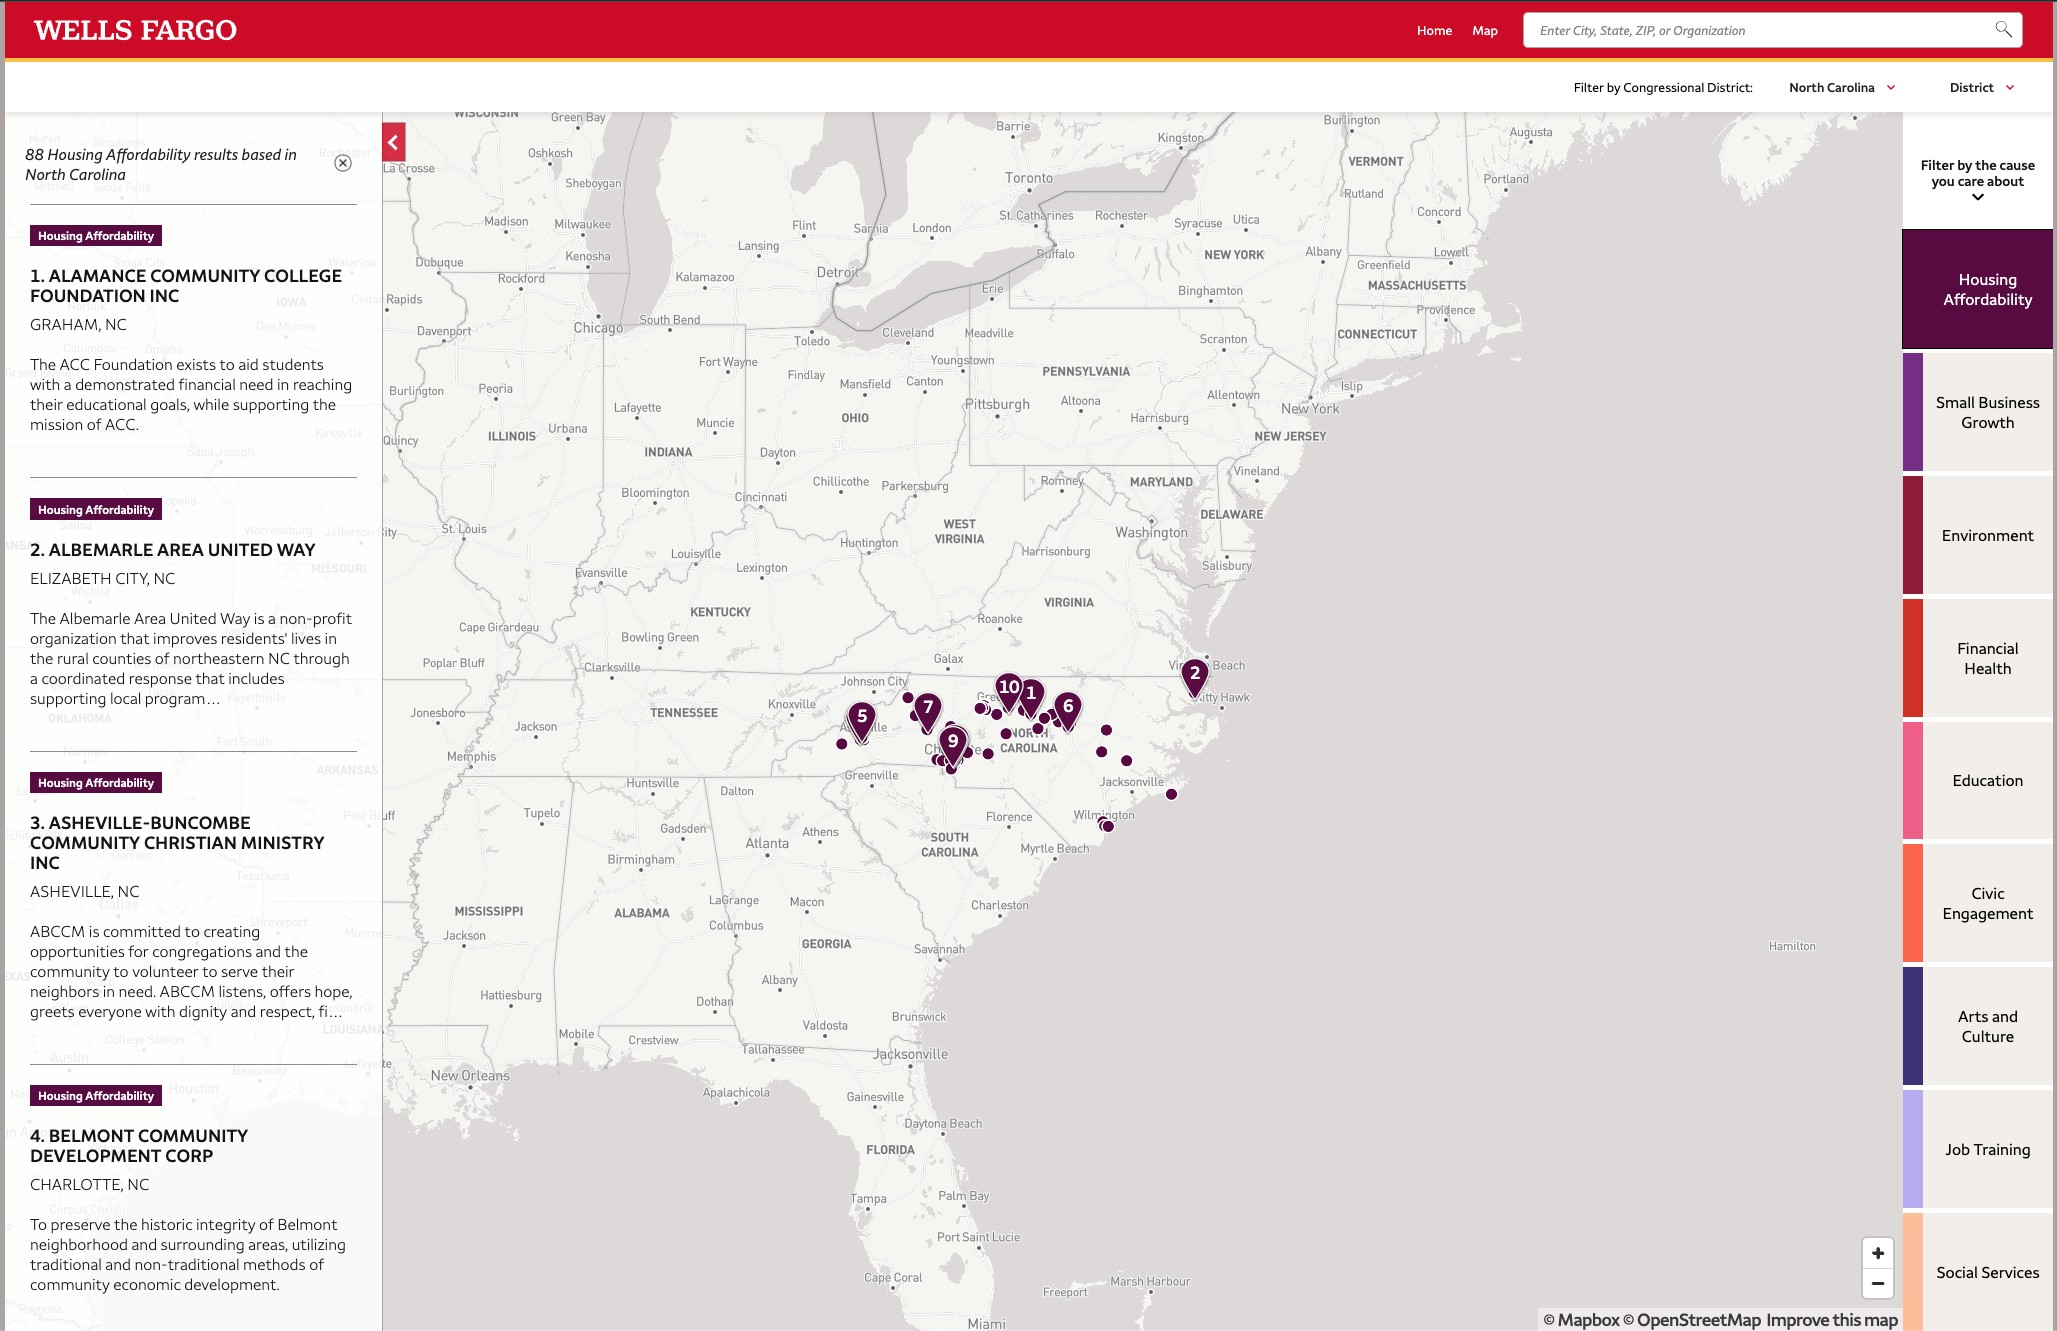 WELLS FARGO
Home
Map
Enter City, State, ZIP, or Organization
Filter by Congressional District:
North Carolina
District
88 Housing Affordability results based in
North Carolina
Housing Affordability
1. ALAMANCE COMMUNITY COLLEGE
FOUNDATION INC
GRAHAM, NC
The ACC Foundation exists to aid students
with a demonstrated financial need in reaching
their educational goals, while supporting the
mission of ACC.
Housing Affordability
2. ALBEMARLE AREA UNITED WAY
ELIZABETH CITY, NC
The Albemarle Area United Way is a non-profit
organization that improves residents' lives in
the rural counties of northeastern NC through
a coordinated response that includes
supporting local program...
Housing Affordability
3. ASHEVILLE-BUNCOMBE
COMMUNITY CHRISTIAN MINISTRY
INC
ASHEVILLE, NC
ABCCM is committed to creating
opportunities for congregations and the
community to volunteer to serve their
neighbors in need. ABCCM listens, offers hope,
greets everyone with dignity and respect, fi...
Housing Affordability
4. BELMONT COMMUNITY
DEVELOPMENT CORP
CHARLOTTE, NC
To preserve the historic integrity of Belmont
neighborhood and surrounding areas, utilizing
traditional and non-traditional methods of
community economic development.
WISCONSIN
Green Bay
Barrie
Kingston
Burlington
Augusta
La Crosse
Oshkosh
Sheboygan
Toronto
VERMONT
Portland
Rutland
Madison
Milwaukee
Flint
Sarnia
London
St. Catharines
Rochester
Syracuse
Utica
Concord
Lansing
Buffalo
NEW YORK
Albany
Lowell
Dubuque
Kenosha
Greenfield
Rockford
Kalamazoo
Detroit
MASSACHUSETTS
Cedar Rapids
Erie
Binghamton
Providence
Chicago
South Bend
Davenport
Cleveland
Meadville
Scranton
CONNECTICUT
Toledo
Fort Wayne
Youngstown
Findlay
Mansfield
Canton
PENNSYLVANIA
Burlington
Peoria
Islip
Lafayette
OHIO
Pittsburgh
Altoona
Allentown
New York
Muncie
Harrisburg
Quincy
ILLINOIS
Urbana
INDIANA
Dayton
NEW JERSEY
Vineland
Bloomington
Cincinnati
Chillicothe
Parkersburg
Romney
MARYLAND
DELAWARE
St. Louis
WEST
VIRGINIA
Washington
Huntington
Harrisonburg
Louisville
Salisbury
Evansville
Lexington
KENTUCKY
VIRGINIA
Cape Girardeau
Bowling Green
Roanoke
Poplar Bluff
Clarksville
Galax
Johnson City
Kitty Hawk
Jonesboro
Jackson
TENNESSEE
Knoxville
5
7
10
1
6
2
9
NORTH
CAROLINA
Memphis
Huntsville
Dalton
Greenville
Jacksonville
Tupelo
Gadsden
Athens
Florence
Wilmington
Atlanta
SOUTH
CAROLINA
Birmingham
Myrtle Beach
MISSISSIPPI
ALABAMA
LaGrange
Macon
Charleston
Jackson
Columbus
GEORGIA
Savannah
Hamilton
Albany
Hattiesburg
Dothan
Brunswick
Valdosta
Mobile
Crestview
Tallahassee
Jacksonville
New Orleans
Apalachicola
Gainesville
Daytona Beach
FLORIDA
Tampa
Palm Bay
Port Saint Lucie
Cape Coral
Freeport
Marsh Harbour
Miami
Filter by the cause
you care about
Housing
Affordability
Small Business
Growth
Environment
Financial
Health
Education
Civic
Engagement
Arts and
Culture
Job Training
Social Services
+
−
© Mapbox © OpenStreetMap Improve this map